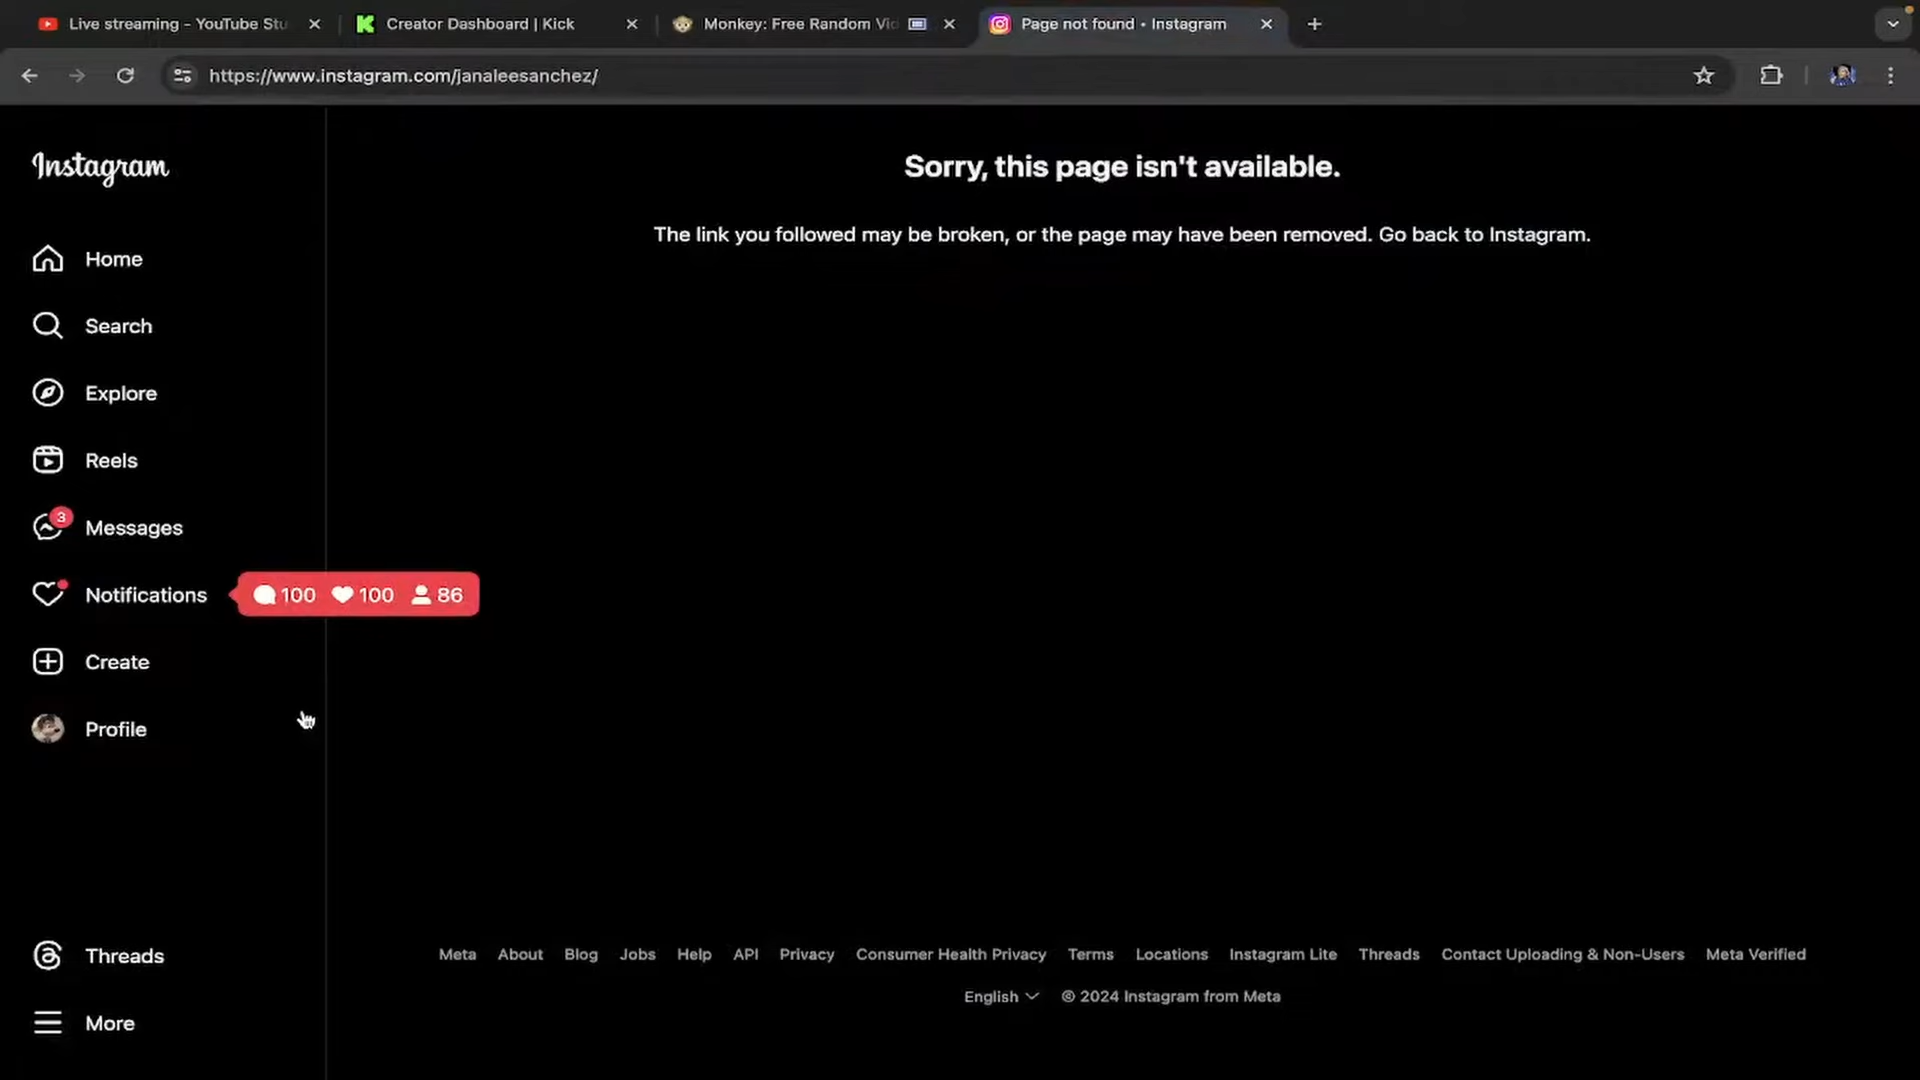 Live streaming - YouTube Stu
Creator Dashboard | Kick
Monkey: Free Random Vi
Page not found • Instagram
https://www.instagram.com/janaleesanchez/
Instagram
Home
Search
Explore
Reels
3
Messages
Notifications
100 100 86
Create
Profile
Threads
More
Sorry, this page isn't available.
The link you followed may be broken, or the page may have been removed. Go back to Instagram.
Meta About Blog Jobs Help API Privacy Consumer Health Privacy Terms Locations Instagram Lite Threads Contact Uploading & Non-Users Meta Verified
English © 2024 Instagram from Meta